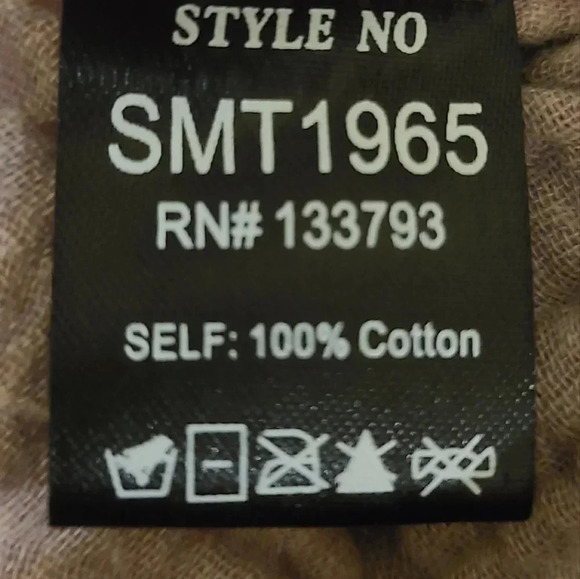 STYLE NO
SMT1965
RN# 133793
SELF: 100% Cotton